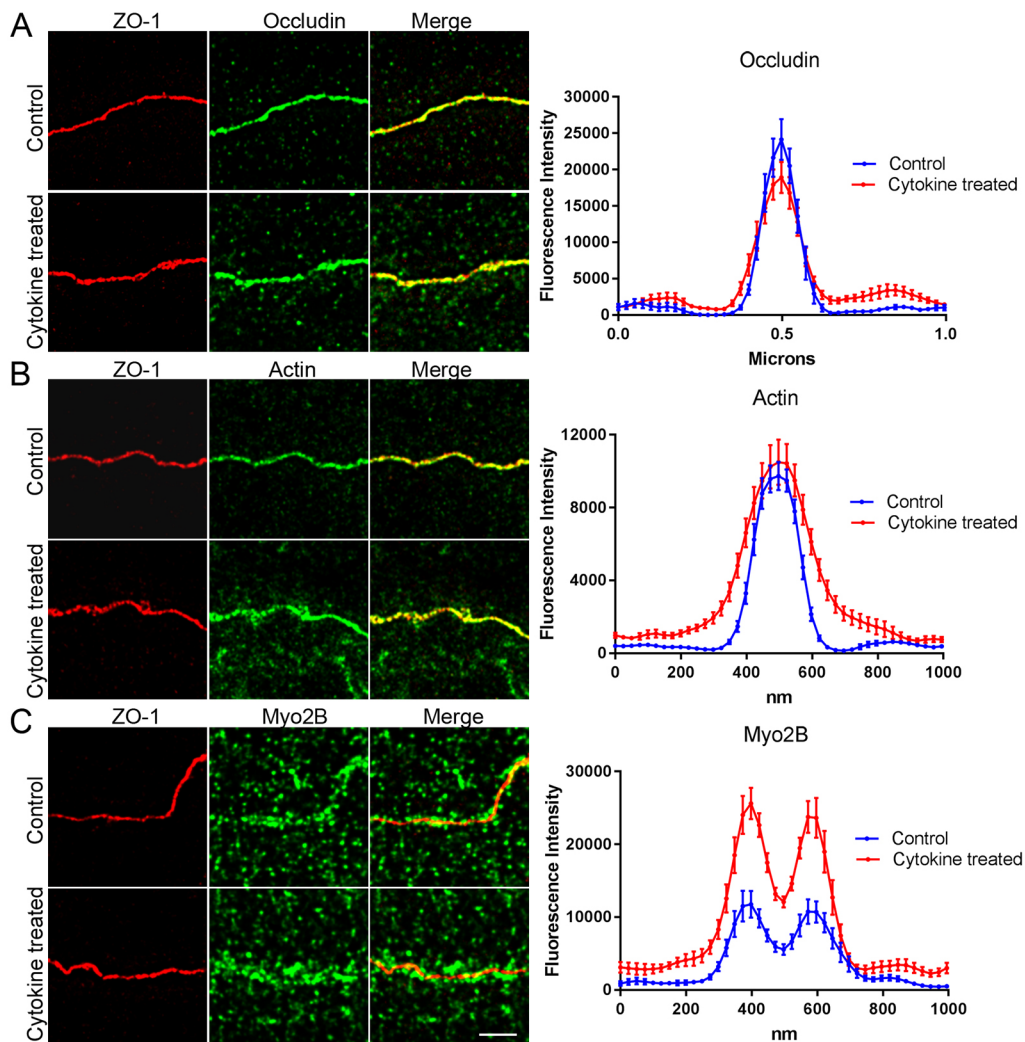 A
ZO-1 Occludin Merge
Control
Cytokine treated
Occludin
Fluorescence Intensity
30000
25000
20000
15000
10000
5000
0
0.0 0.5 1.0
Microns
Control
Cytokine treated
B
ZO-1 Actin Merge
Control
Cytokine treated
Actin
Fluorescence Intensity
12000
8000
4000
0
0 200 400 600 800 1000
nm
Control
Cytokine treated
C
ZO-1 Myo2B Merge
Control
Cytokine treated
Myo2B
Fluorescence Intensity
30000
20000
10000
0
0 200 400 600 800 1000
nm
Control
Cytokine treated